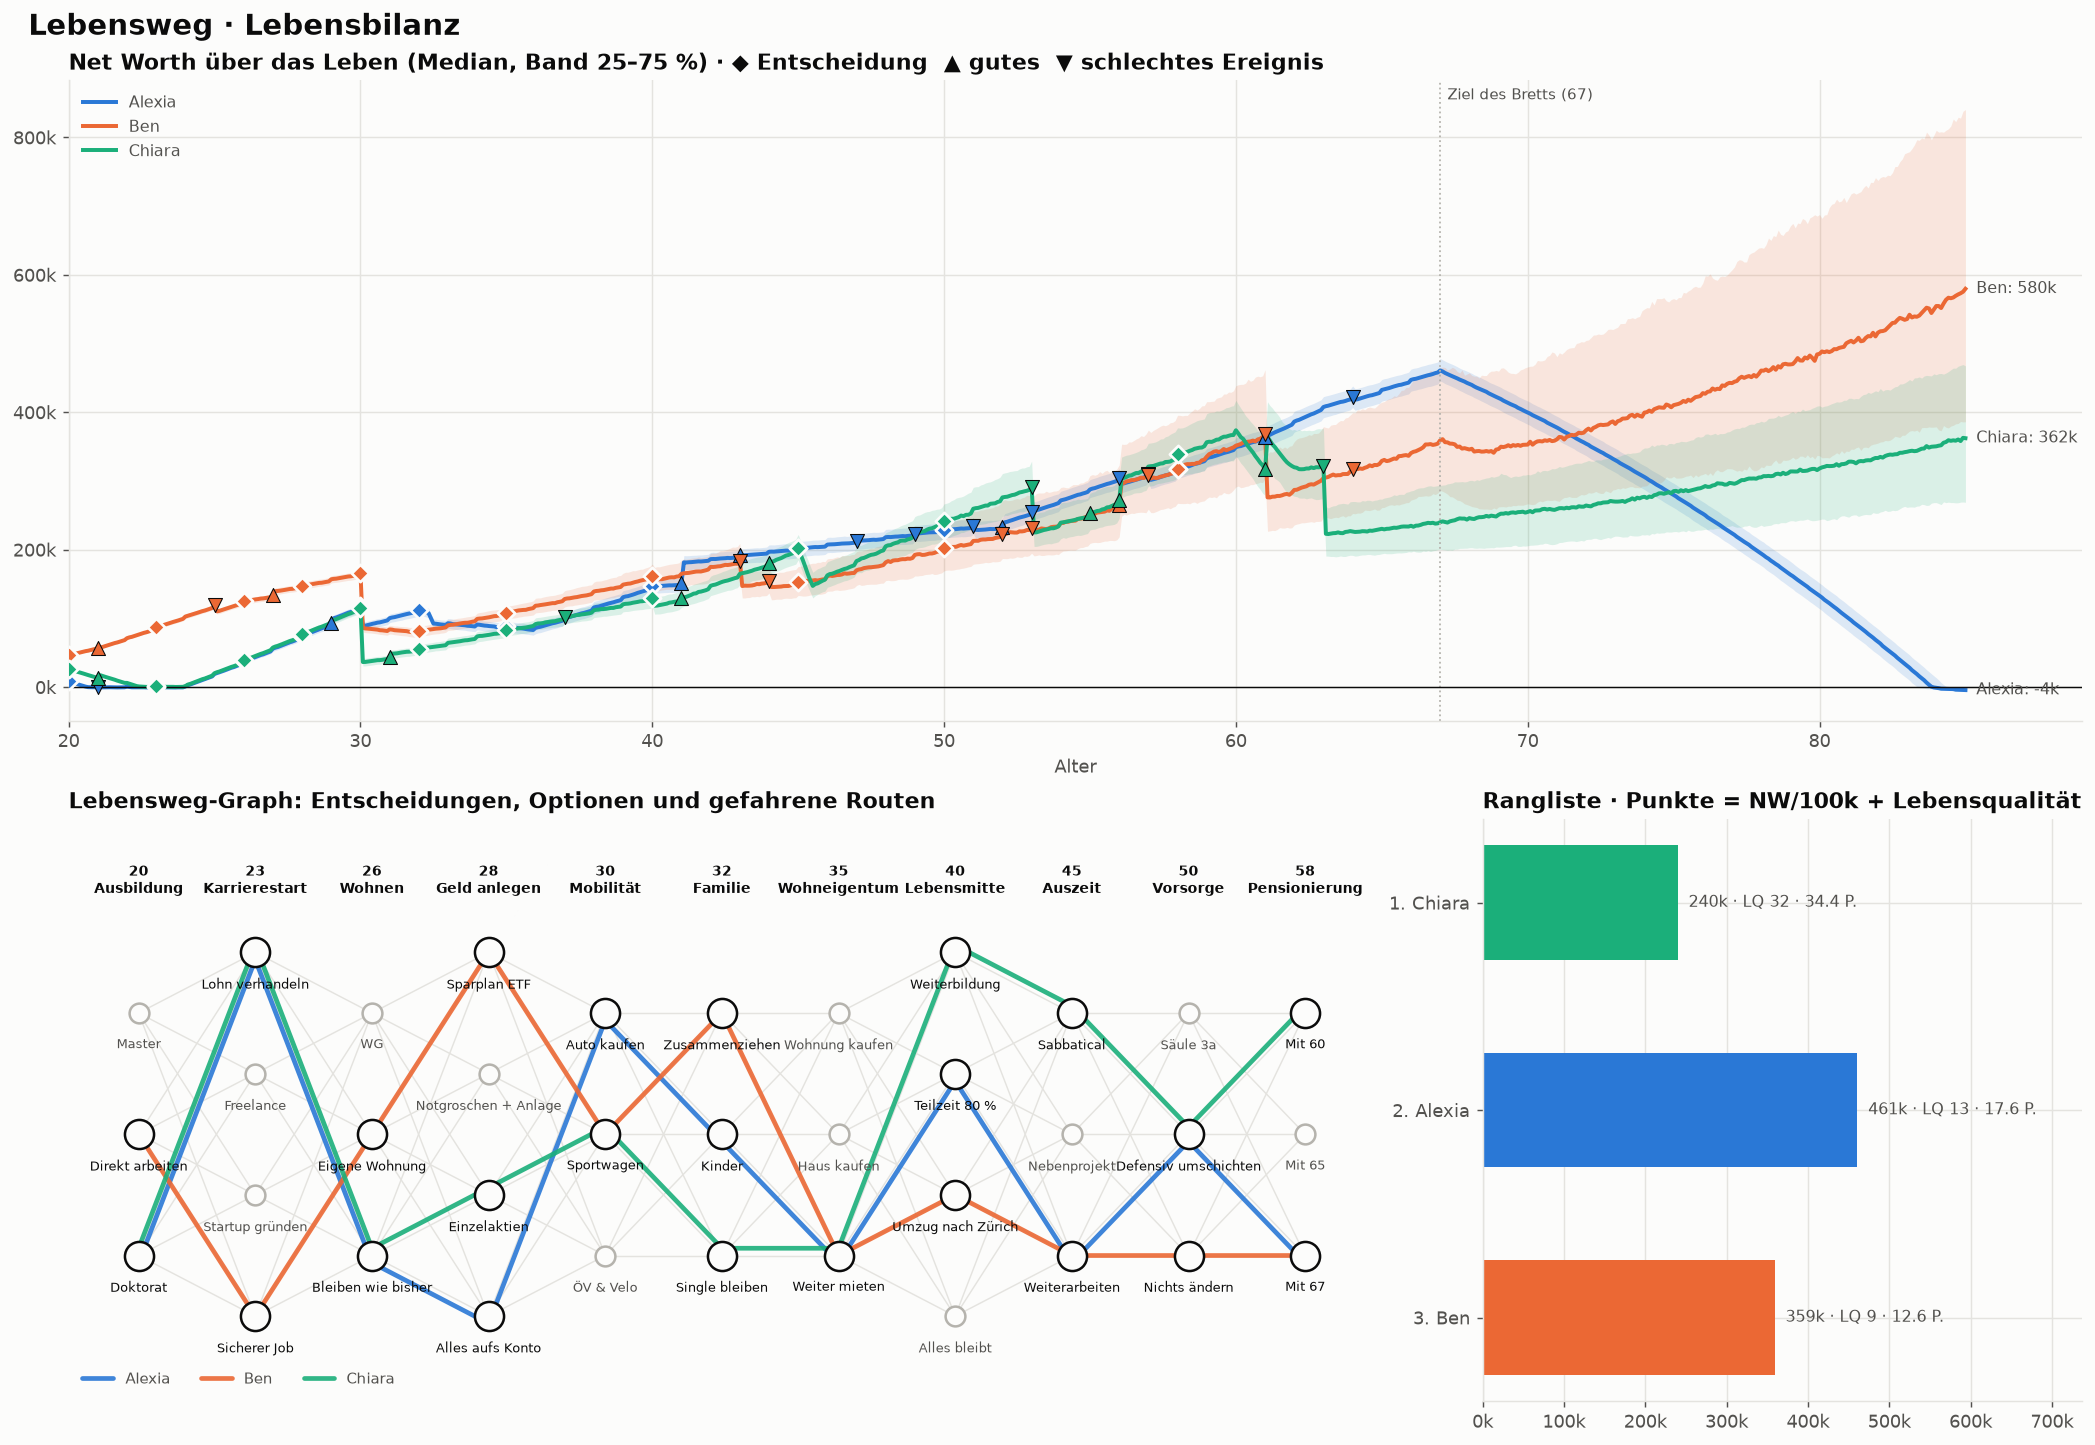 Lebensweg · Lebensbilanz
Net Worth über das Leben (Median, Band 25–75 %) · ◆ Entscheidung ▲ gutes ▼ schlechtes Ereignis
Alexia
Ben
Chiara
Ziel des Bretts (67)
800k
600k
400k
200k
0k
Ben: 580k
Chiara: 362k
Alexia: -4k
20 30 40 50 60 70 80
Alter
Lebensweg-Graph: Entscheidungen, Optionen und gefahrene Routen
20 23 26 28 30 32 35 40 45 50 58
Ausbildung Karrierestart Wohnen Geld anlegen Mobilität Familie Wohneigentum Lebensmitte Auszeit Vorsorge Pensionierung
Lohn verhandeln Sparplan ETF Weiterbildung
Master WG Auto kaufen Zusammenziehen Wohnung kaufen Sabbatical Säule 3a Mit 60
Freelance Notgroschen + Anlage Teilzeit 80 %
Direkt arbeiten Eigene Wohnung Sportwagen Kinder Haus kaufen Nebenprojekt Defensiv umschichten Mit 65
Startup gründen Einzelaktien Umzug nach Zürich
Doktorat Bleiben wie bisher ÖV & Velo Single bleiben Weiter mieten Weiterarbeiten Nichts ändern Mit 67
Sicherer Job Alles aufs Konto Alles bleibt
Alexia Ben Chiara
Rangliste · Punkte = NW/100k + Lebensqualität
1. Chiara
240k · LQ 32 · 34.4 P.
2. Alexia
461k · LQ 13 · 17.6 P.
3. Ben
359k · LQ 9 · 12.6 P.
0k 100k 200k 300k 400k 500k 600k 700k